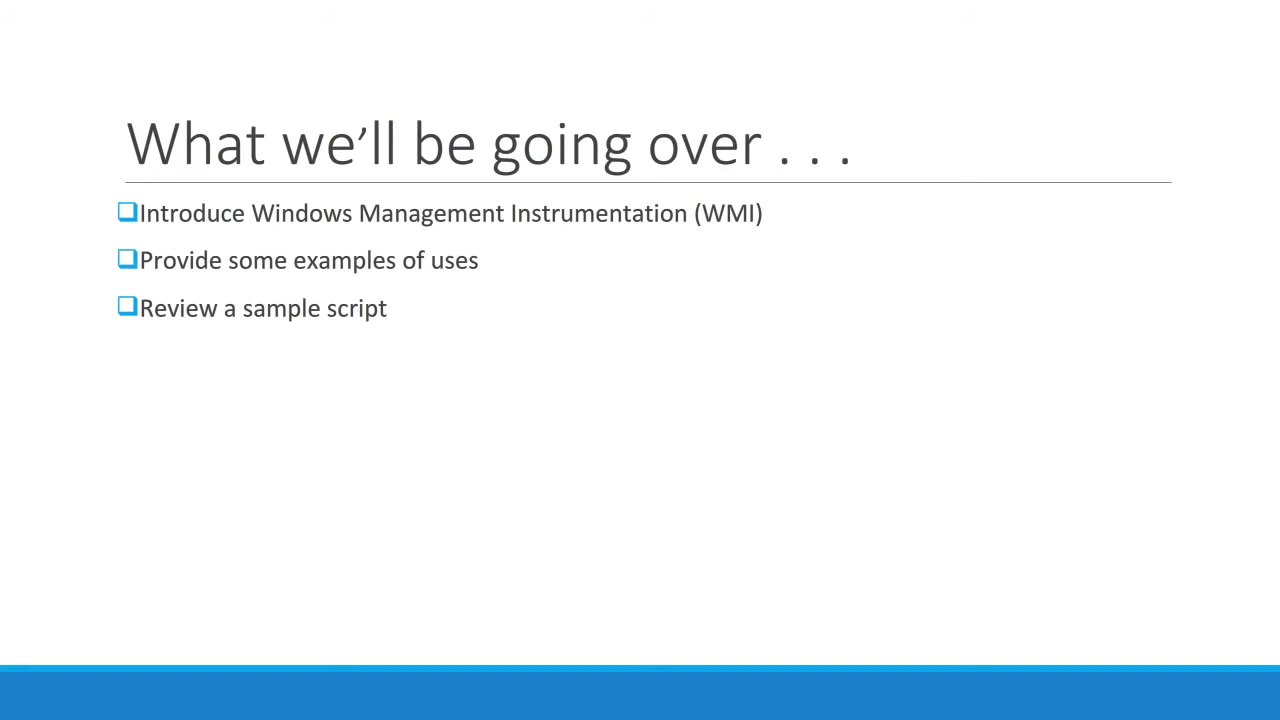 What we’ll be going over . . .
Introduce Windows Management Instrumentation (WMI)
Provide some examples of uses
Review a sample script